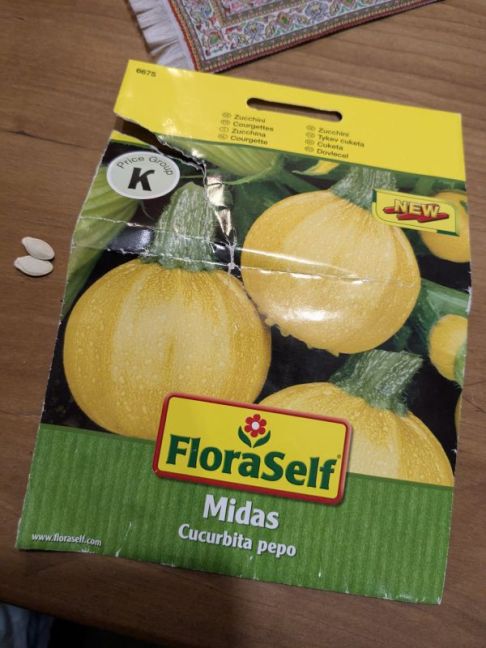 6675
Zucchini
Courgettes
Zucchina
Courgette
Zucchini
Tykev cuketa
Cuketa
Dovlecel
Price Group
K
NEW
FloraSelf®
Midas
Cucurbita pepo
www.floraself.com